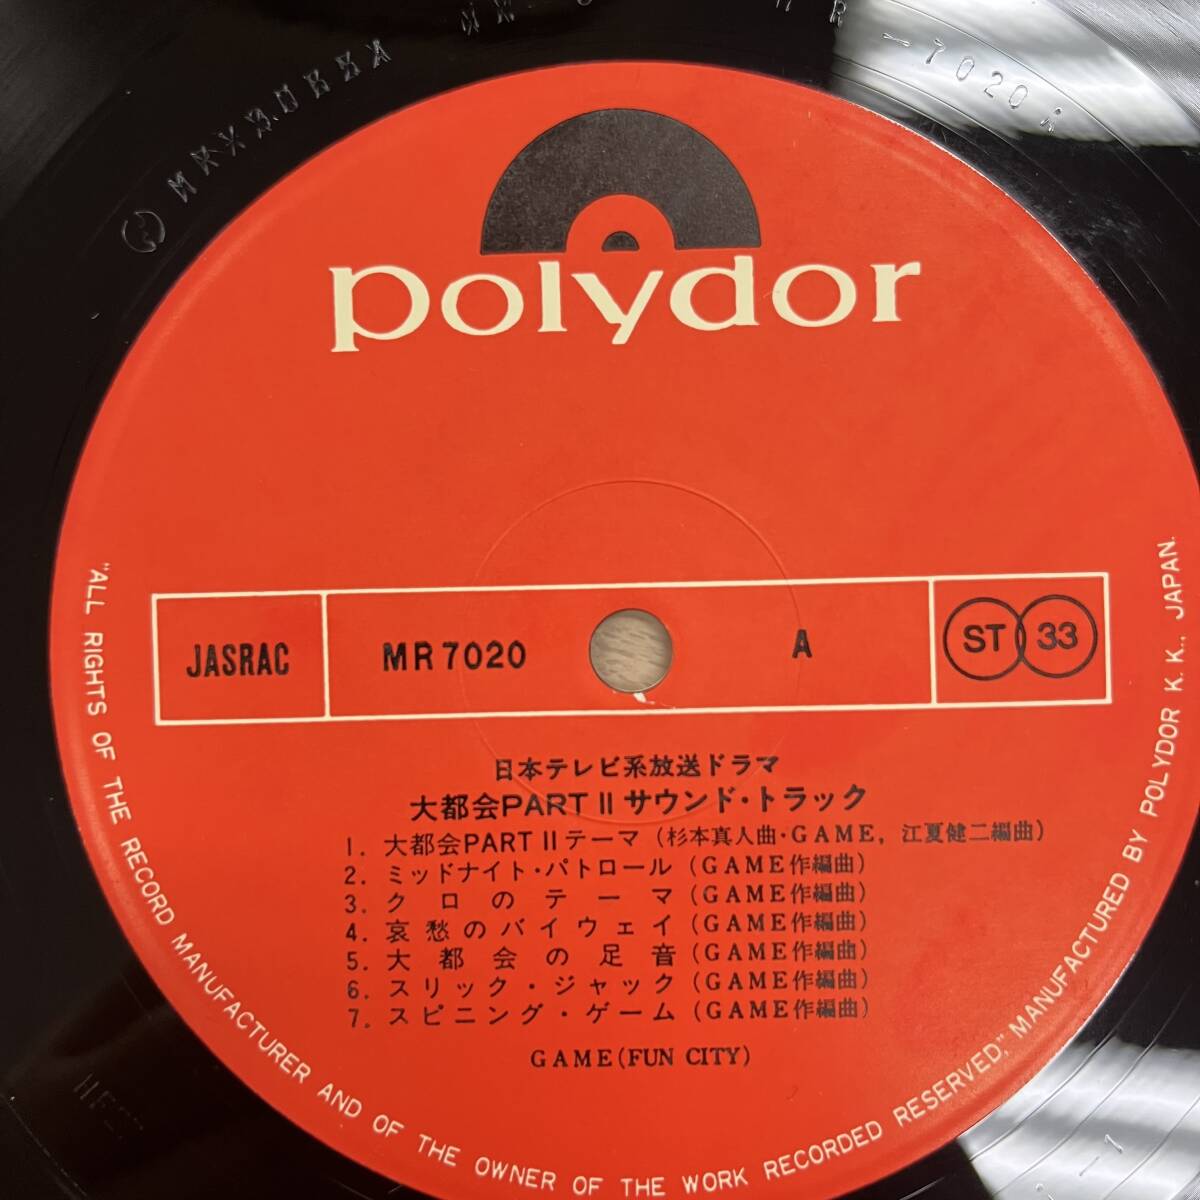 polydor
JASRAC
MR 7020
A
ST 33
日本テレビ系放送ドラマ
大都会PART II サウンド・トラック
1. 大都会PART II テーマ (杉本真人曲・GAME, 江夏健二編曲)
2. ミッドナイト・パトロール (GAME作編曲)
3. クロのテーマ (GAME作編曲)
4. 哀愁のバイウェイ (GAME作編曲)
5. 大都会の足音 (GAME作編曲)
6. スリック・ジャック (GAME作編曲)
7. スピニング・ゲーム (GAME作編曲)
GAME (FUN CITY)
"ALL RIGHTS OF THE RECORD MANUFACTURER AND OF THE OWNER OF THE WORK RECORDED RESERVED," MANUFACTURED BY POLYDOR K. K., JAPAN.